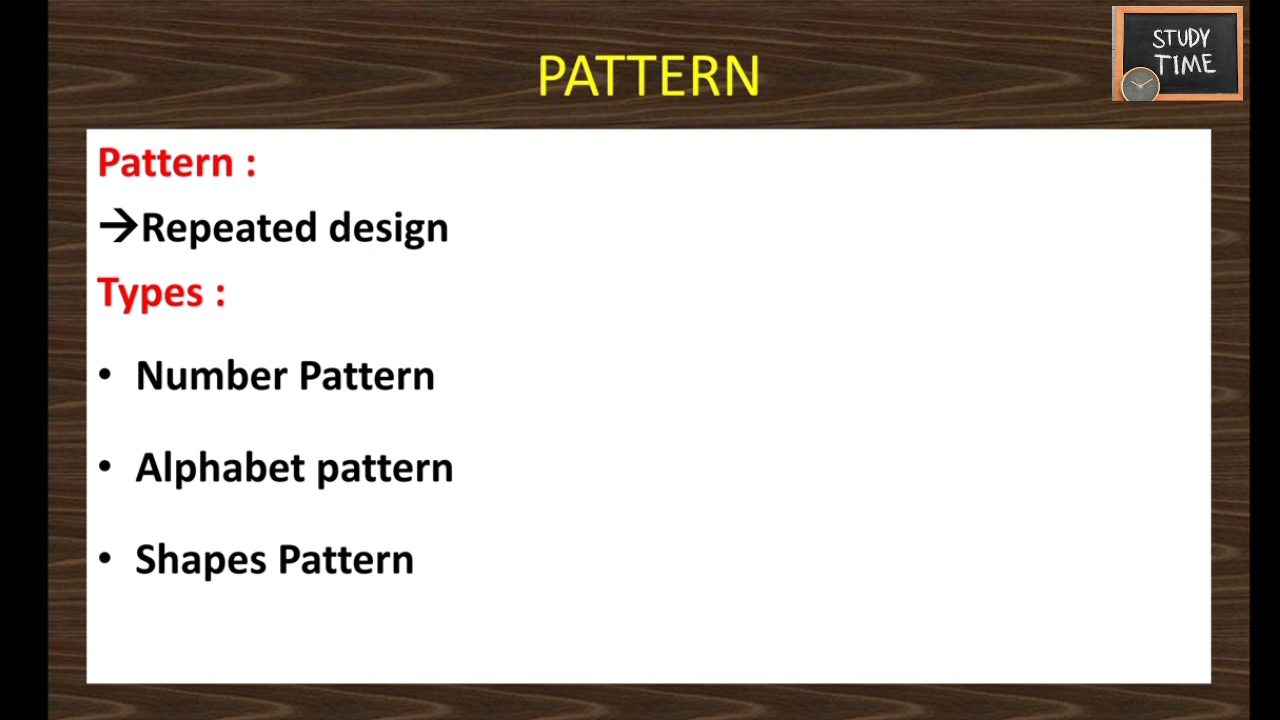 PATTERN
STUDY
TIME
Pattern :
→Repeated design
Types :
• Number Pattern
• Alphabet pattern
• Shapes Pattern